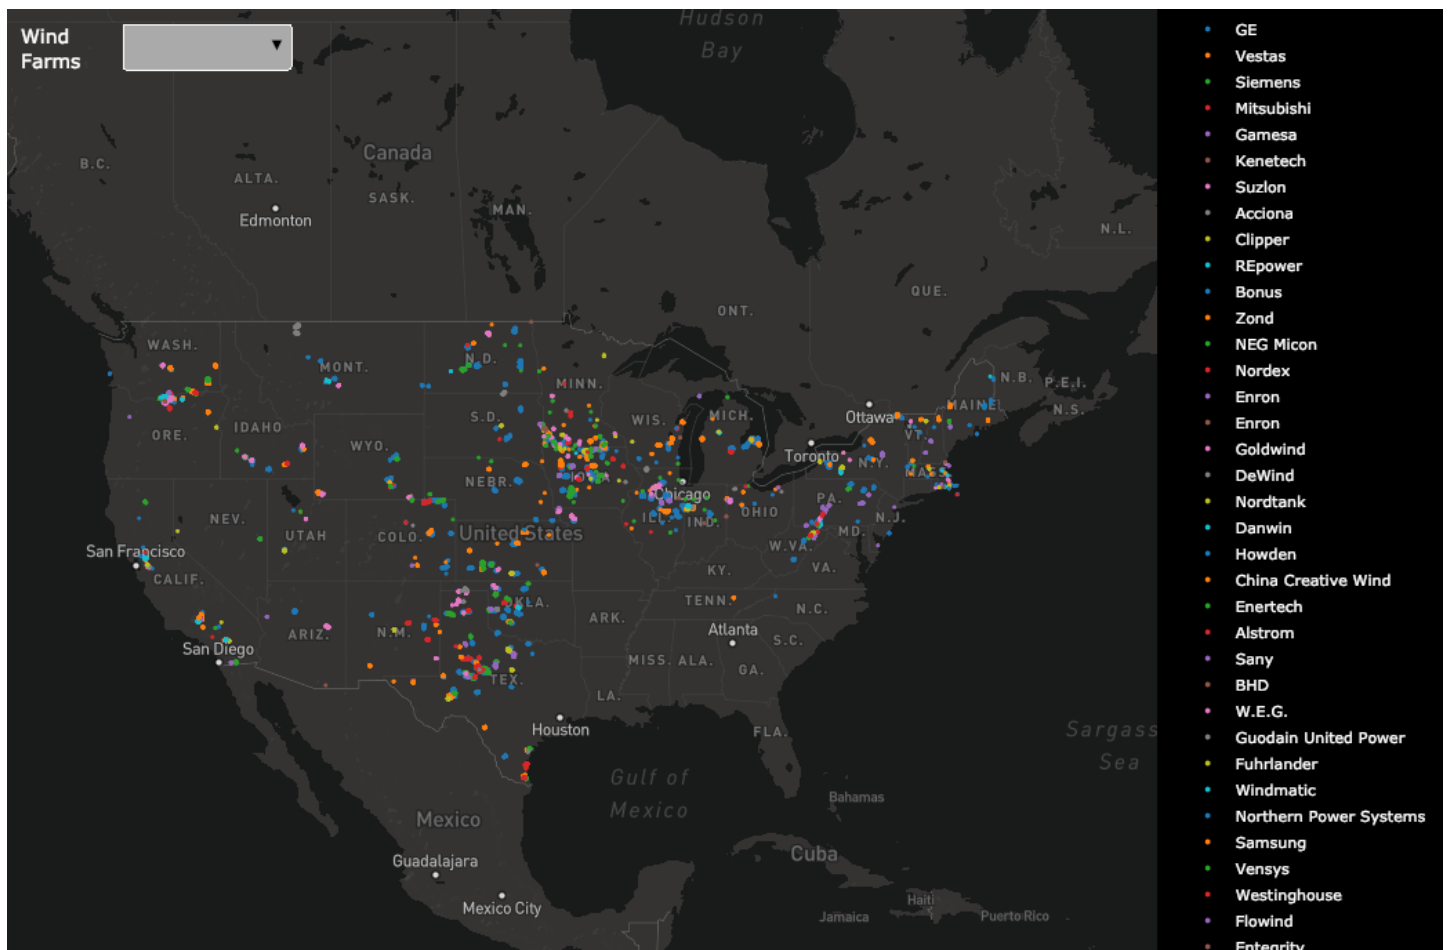 Wind
Farms
▼
Hudson
Bay
Canada
B.C.
ALTA.
SASK.
MAN.
Edmonton
N.L.
QUE.
ONT.
WASH.
MONT.
N.D.
MINN.
N.B.
P.E.I.
N.S.
MAINE
Ottawa
MICH.
WIS.
S.D.
IDAHO
ORE.
WYO.
VT.
Toronto
N.Y.
MASS.
NEBR.
IOWA
Chicago
PA.
OHIO
N.J.
NEV.
UTAH
COLO.
United States
ILL.
IND.
MD.
W.VA.
VA.
San Francisco
CALIF.
KY.
TENN.
N.C.
OKLA.
ARK.
ARIZ.
N.M.
Atlanta
S.C.
San Diego
MISS.
ALA.
GA.
TEX.
LA.
Houston
FLA.
Sargass
Sea
Gulf of
Mexico
Bahamas
Mexico
Cuba
Guadalajara
Mexico City
Haiti
Jamaica
Puerto Rico
GE
Vestas
Siemens
Mitsubishi
Gamesa
Kenetech
Suzlon
Acciona
Clipper
REpower
Bonus
Zond
NEG Micon
Nordex
Enron
Enron
Goldwind
DeWind
Nordtank
Danwin
Howden
China Creative Wind
Enertech
Alstrom
Sany
BHD
W.E.G.
Guodain United Power
Fuhrlander
Windmatic
Northern Power Systems
Samsung
Vensys
Westinghouse
Flowind
Entegrity